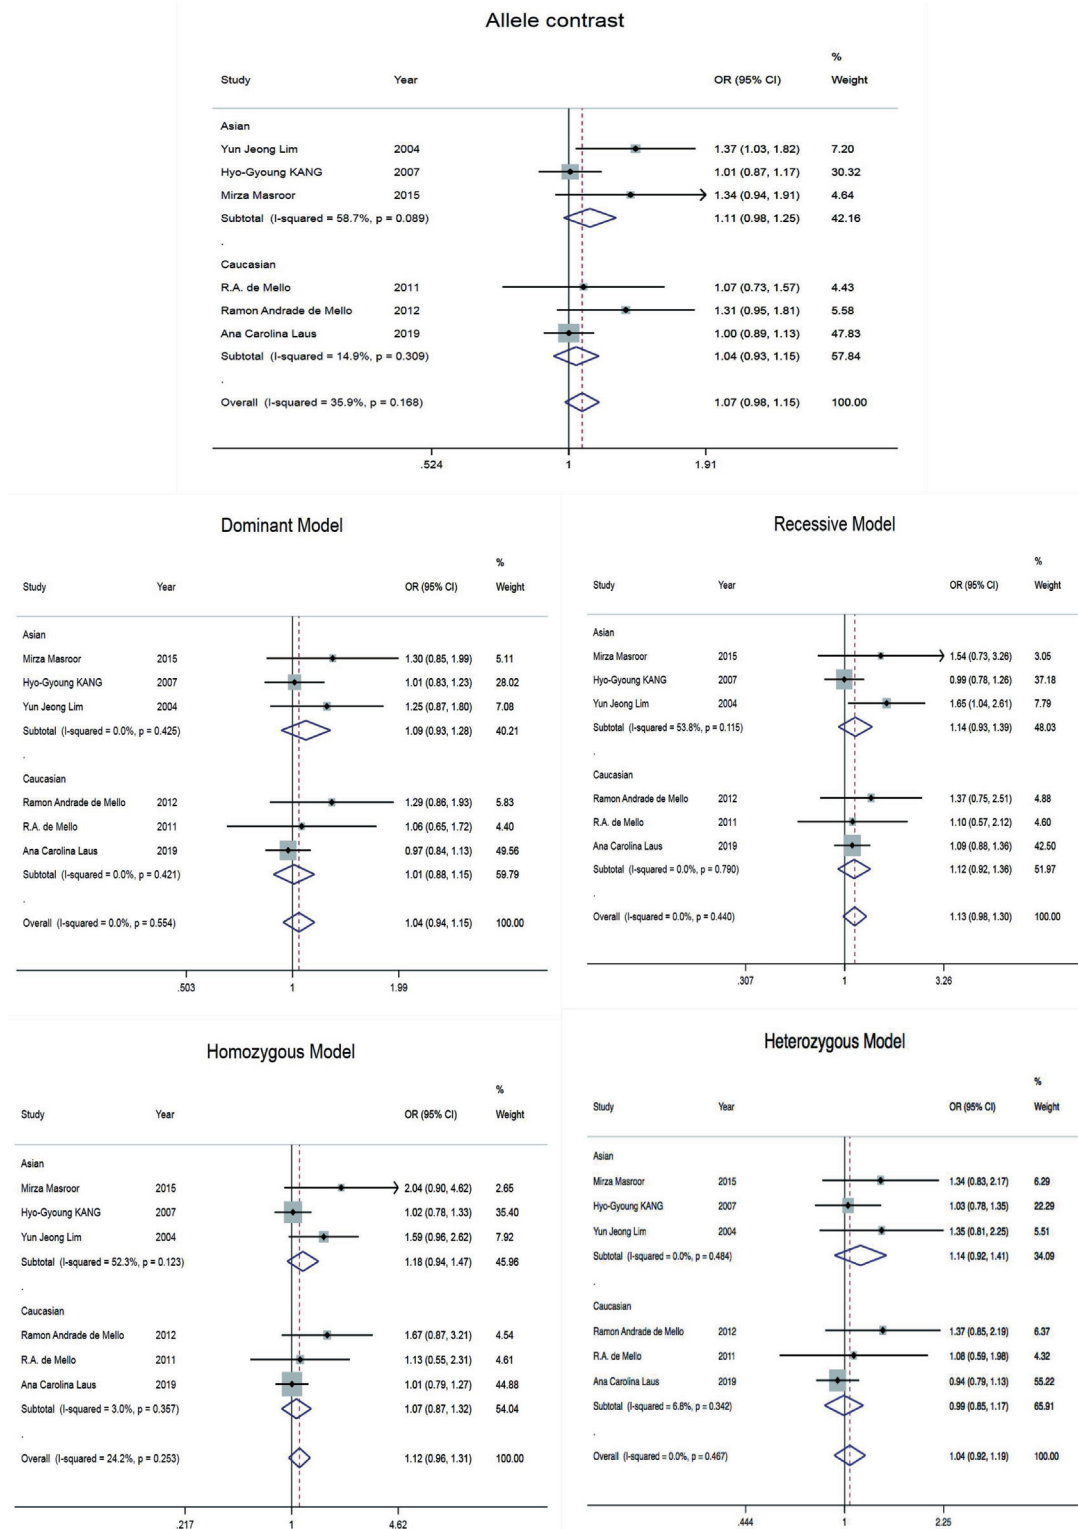 Allele contrast
%
Study Year OR (95% CI) Weight
Asian
Yun Jeong Lim 2004 1.37 (1.03, 1.82) 7.20
Hyo-Gyoung KANG 2007 1.01 (0.87, 1.17) 30.32
Mirza Masroor 2015 1.34 (0.94, 1.91) 4.64
Subtotal (I-squared = 58.7%, p = 0.089) 1.11 (0.98, 1.25) 42.16
.
Caucasian
R.A. de Mello 2011 1.07 (0.73, 1.57) 4.43
Ramon Andrade de Mello 2012 1.31 (0.95, 1.81) 5.58
Ana Carolina Laus 2019 1.00 (0.89, 1.13) 47.83
Subtotal (I-squared = 14.9%, p = 0.309) 1.04 (0.93, 1.15) 57.84
.
Overall (I-squared = 35.9%, p = 0.168) 1.07 (0.98, 1.15) 100.00
.524 1 1.91
Dominant Model
%
Study Year OR (95% CI) Weight
Asian
Mirza Masroor 2015 1.30 (0.85, 1.99) 5.11
Hyo-Gyoung KANG 2007 1.01 (0.83, 1.23) 28.02
Yun Jeong Lim 2004 1.25 (0.87, 1.80) 7.08
Subtotal (I-squared = 0.0%, p = 0.425) 1.09 (0.93, 1.28) 40.21
.
Caucasian
Ramon Andrade de Mello 2012 1.29 (0.86, 1.93) 5.83
R.A. de Mello 2011 1.06 (0.65, 1.72) 4.40
Ana Carolina Laus 2019 0.97 (0.84, 1.13) 49.56
Subtotal (I-squared = 0.0%, p = 0.421) 1.01 (0.88, 1.15) 59.79
.
Overall (I-squared = 0.0%, p = 0.554) 1.04 (0.94, 1.15) 100.00
.503 1 1.99
Recessive Model
%
Study Year OR (95% CI) Weight
Asian
Mirza Masroor 2015 1.54 (0.73, 3.26) 3.05
Hyo-Gyoung KANG 2007 0.99 (0.78, 1.26) 37.18
Yun Jeong Lim 2004 1.65 (1.04, 2.61) 7.79
Subtotal (I-squared = 53.8%, p = 0.115) 1.14 (0.93, 1.39) 48.03
.
Caucasian
Ramon Andrade de Mello 2012 1.37 (0.75, 2.51) 4.88
R.A. de Mello 2011 1.10 (0.57, 2.12) 4.60
Ana Carolina Laus 2019 1.09 (0.88, 1.36) 42.50
Subtotal (I-squared = 0.0%, p = 0.790) 1.12 (0.92, 1.36) 51.97
.
Overall (I-squared = 0.0%, p = 0.440) 1.13 (0.98, 1.30) 100.00
.307 1 3.26
Homozygous Model
%
Study Year OR (95% CI) Weight
Asian
Mirza Masroor 2015 2.04 (0.90, 4.62) 2.65
Hyo-Gyoung KANG 2007 1.02 (0.78, 1.33) 35.40
Yun Jeong Lim 2004 1.59 (0.96, 2.62) 7.92
Subtotal (I-squared = 52.3%, p = 0.123) 1.18 (0.94, 1.47) 45.96
.
Caucasian
Ramon Andrade de Mello 2012 1.67 (0.87, 3.21) 4.54
R.A. de Mello 2011 1.13 (0.55, 2.31) 4.61
Ana Carolina Laus 2019 1.01 (0.79, 1.27) 44.88
Subtotal (I-squared = 3.0%, p = 0.357) 1.07 (0.87, 1.32) 54.04
.
Overall (I-squared = 24.2%, p = 0.253) 1.12 (0.96, 1.31) 100.00
.217 1 4.62
Heterozygous Model
%
Study Year OR (95% CI) Weight
Asian
Mirza Masroor 2015 1.34 (0.83, 2.17) 6.29
Hyo-Gyoung KANG 2007 1.03 (0.78, 1.35) 22.29
Yun Jeong Lim 2004 1.35 (0.81, 2.25) 5.51
Subtotal (I-squared = 0.0%, p = 0.484) 1.14 (0.92, 1.41) 34.09
.
Caucasian
Ramon Andrade de Mello 2012 1.37 (0.85, 2.19) 6.37
R.A. de Mello 2011 1.08 (0.59, 1.98) 4.32
Ana Carolina Laus 2019 0.94 (0.79, 1.13) 55.22
Subtotal (I-squared = 6.8%, p = 0.342) 0.99 (0.85, 1.17) 65.91
.
Overall (I-squared = 0.0%, p = 0.467) 1.04 (0.92, 1.19) 100.00
.444 1 2.25